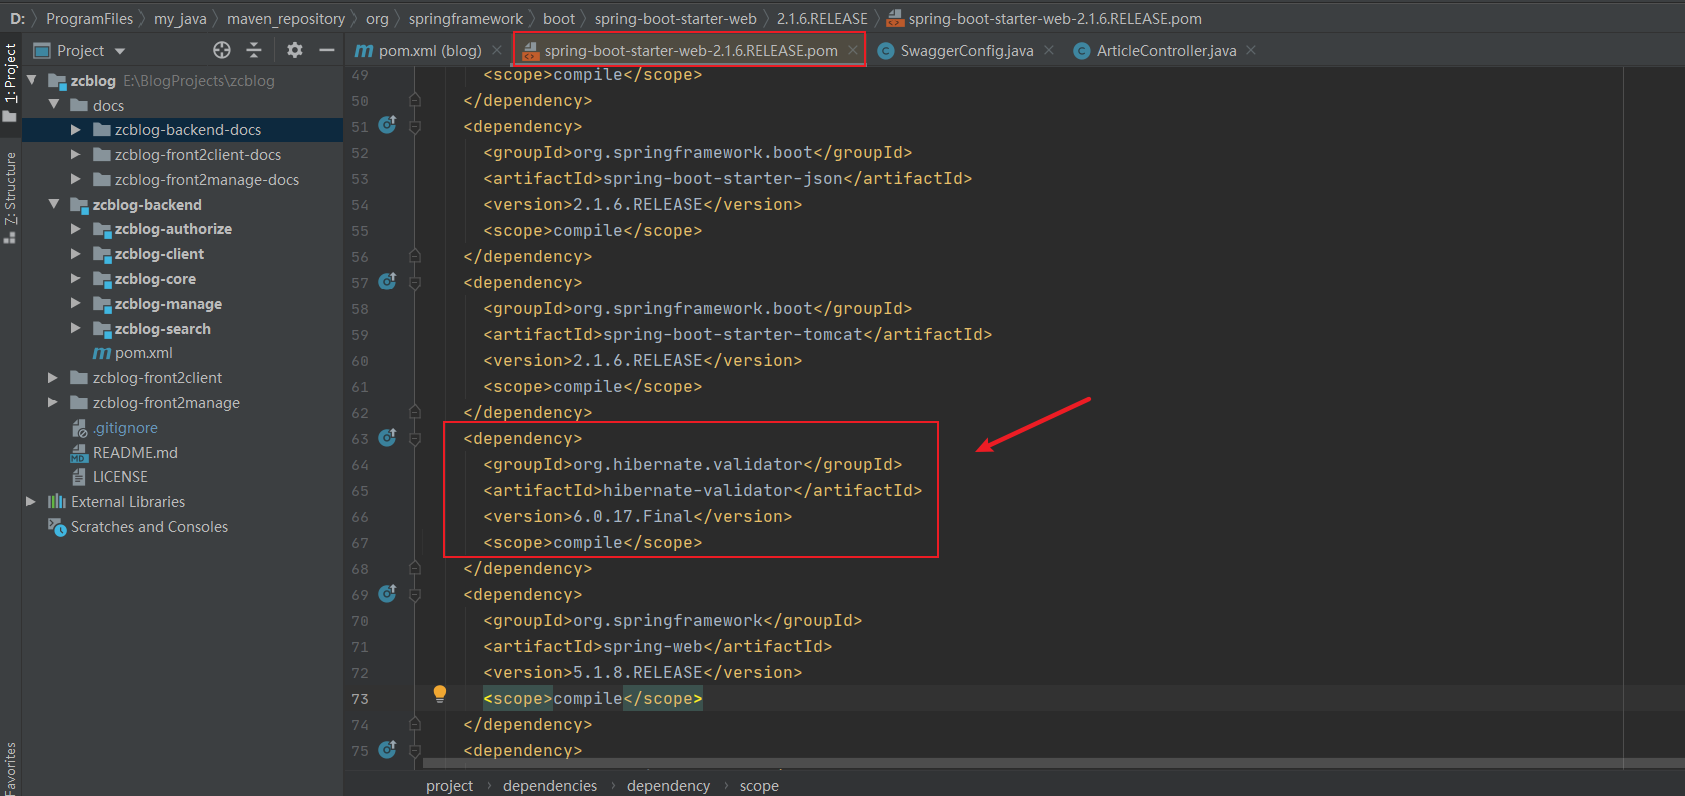 D: ProgramFiles my_java maven_repository org springframework boot spring-boot-starter-web 2.1.6.RELEASE spring-boot-starter-web-2.1.6.RELEASE.pom
Project
pom.xml (blog) spring-boot-starter-web-2.1.6.RELEASE.pom SwaggerConfig.java ArticleController.java
1: Project
Z: Structure
Favorites
zcblog E:\BlogProjects\zcblog
docs
zcblog-backend-docs
zcblog-front2client-docs
zcblog-front2manage-docs
zcblog-backend
zcblog-authorize
zcblog-client
zcblog-core
zcblog-manage
zcblog-search
pom.xml
zcblog-front2client
zcblog-front2manage
.gitignore
README.md
LICENSE
External Libraries
Scratches and Consoles
49 <scope>compile</scope>
50 </dependency>
51 <dependency>
52 <groupId>org.springframework.boot</groupId>
53 <artifactId>spring-boot-starter-json</artifactId>
54 <version>2.1.6.RELEASE</version>
55 <scope>compile</scope>
56 </dependency>
57 <dependency>
58 <groupId>org.springframework.boot</groupId>
59 <artifactId>spring-boot-starter-tomcat</artifactId>
60 <version>2.1.6.RELEASE</version>
61 <scope>compile</scope>
62 </dependency>
63 <dependency>
64 <groupId>org.hibernate.validator</groupId>
65 <artifactId>hibernate-validator</artifactId>
66 <version>6.0.17.Final</version>
67 <scope>compile</scope>
68 </dependency>
69 <dependency>
70 <groupId>org.springframework</groupId>
71 <artifactId>spring-web</artifactId>
72 <version>5.1.8.RELEASE</version>
73 <scope>compile</scope>
74 </dependency>
75 <dependency>
project dependencies dependency scope